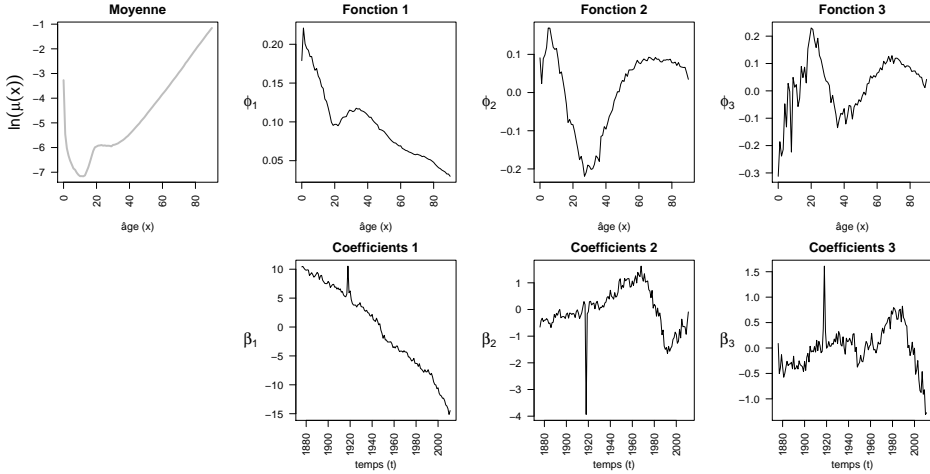 Moyenne
ln(μ(x))
−1
−2
−3
−4
−5
−6
−7
0 20 40 60 80
âge (x)
Fonction 1
ϕ1
0.20
0.15
0.10
0.05
0 20 40 60 80
âge (x)
Fonction 2
ϕ2
0.1
0.0
−0.1
−0.2
0 20 40 60 80
âge (x)
Fonction 3
ϕ3
0.2
0.1
0.0
−0.1
−0.2
−0.3
0 20 40 60 80
âge (x)
Coefficients 1
β1
10
5
0
−5
−10
−15
1880 1900 1920 1940 1960 1980 2000
temps (t)
Coefficients 2
β2
1
0
−1
−2
−3
−4
1880 1900 1920 1940 1960 1980 2000
temps (t)
Coefficients 3
β3
1.5
1.0
0.5
0.0
−0.5
−1.0
1880 1900 1920 1940 1960 1980 2000
temps (t)